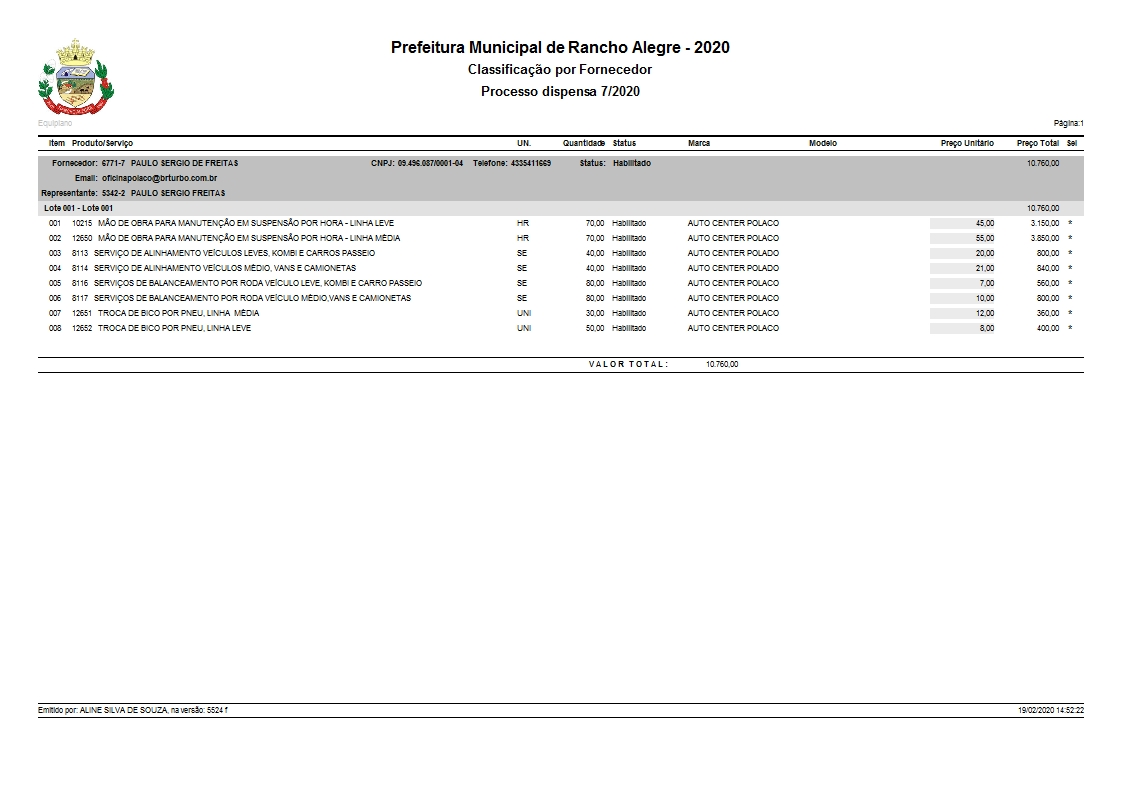 Prefeitura Municipal de Rancho Alegre - 2020
Classificação por Fornecedor
Processo dispensa 7/2020
Equiplano
Página:1
Item Produto/Serviço UN. Quantidade Status Marca Modelo Preço Unitário Preço Total Sel
Fornecedor: 6771-7 PAULO SERGIO DE FREITAS CNPJ: 09.496.087/0001-04 Telefone: 4335411669 Status: Habilitado 10.760,00
Email: oficinapolaco@brturbo.com.br
Representante: 5342-2 PAULO SERGIO FREITAS
Lote 001 - Lote 001 10.760,00
001 10215 MÃO DE OBRA PARA MANUTENÇÃO EM SUSPENSÃO POR HORA - LINHA LEVE HR 70,00 Habilitado AUTO CENTER POLACO 45,00 3.150,00 *
002 12650 MÃO DE OBRA PARA MANUTENÇÃO EM SUSPENSÃO POR HORA - LINHA MÉDIA HR 70,00 Habilitado AUTO CENTER POLACO 55,00 3.850,00 *
003 8113 SERVIÇO DE ALINHAMENTO VEÍCULOS LEVES, KOMBI E CARROS PASSEIO SE 40,00 Habilitado AUTO CENTER POLADO 20,00 800,00 *
004 8114 SERVIÇO DE ALINHAMENTO VEÍCULOS MÉDIO, VANS E CAMIONETAS SE 40,00 Habilitado AUTO CENTER POLACO 21,00 840,00 *
005 8116 SERVIÇOS DE BALANCEAMENTO POR RODA VEÍCULO LEVE, KOMBI E CARRO PASSEIO SE 80,00 Habilitado AUTO CENTER POLACO 7,00 560,00 *
006 8117 SERVIÇOS DE BALANCEAMENTO POR RODA VEÍCULO MÉDIO,VANS E CAMIONETAS SE 80,00 Habilitado AUTO CENTER POLACO 10,00 800,00 *
007 12651 TROCA DE BICO POR PNEU, LINHA MÉDIA UNI 30,00 Habilitado AUTO CENTER POLACO 12,00 360,00 *
008 12652 TROCA DE BICO POR PNEU, LINHA LEVE UNI 50,00 Habilitado AUTO CENTER POLACO 8,00 400,00 *
VALOR TOTAL: 10.760,00
Emitido por: ALINE SILVA DE SOUZA, na versão: 5524 f 19/02/2020 14:52:22